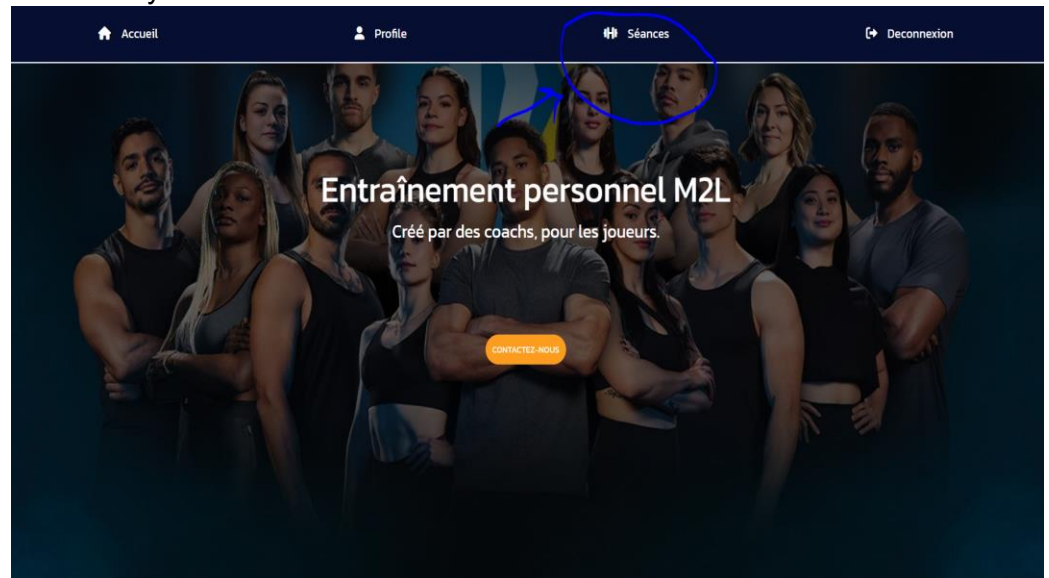 Accueil
Profile
Séances
Deconnexion
Entraînement personnel M2L
Créé par des coachs, pour les joueurs.
CONTACTEZ-NOUS